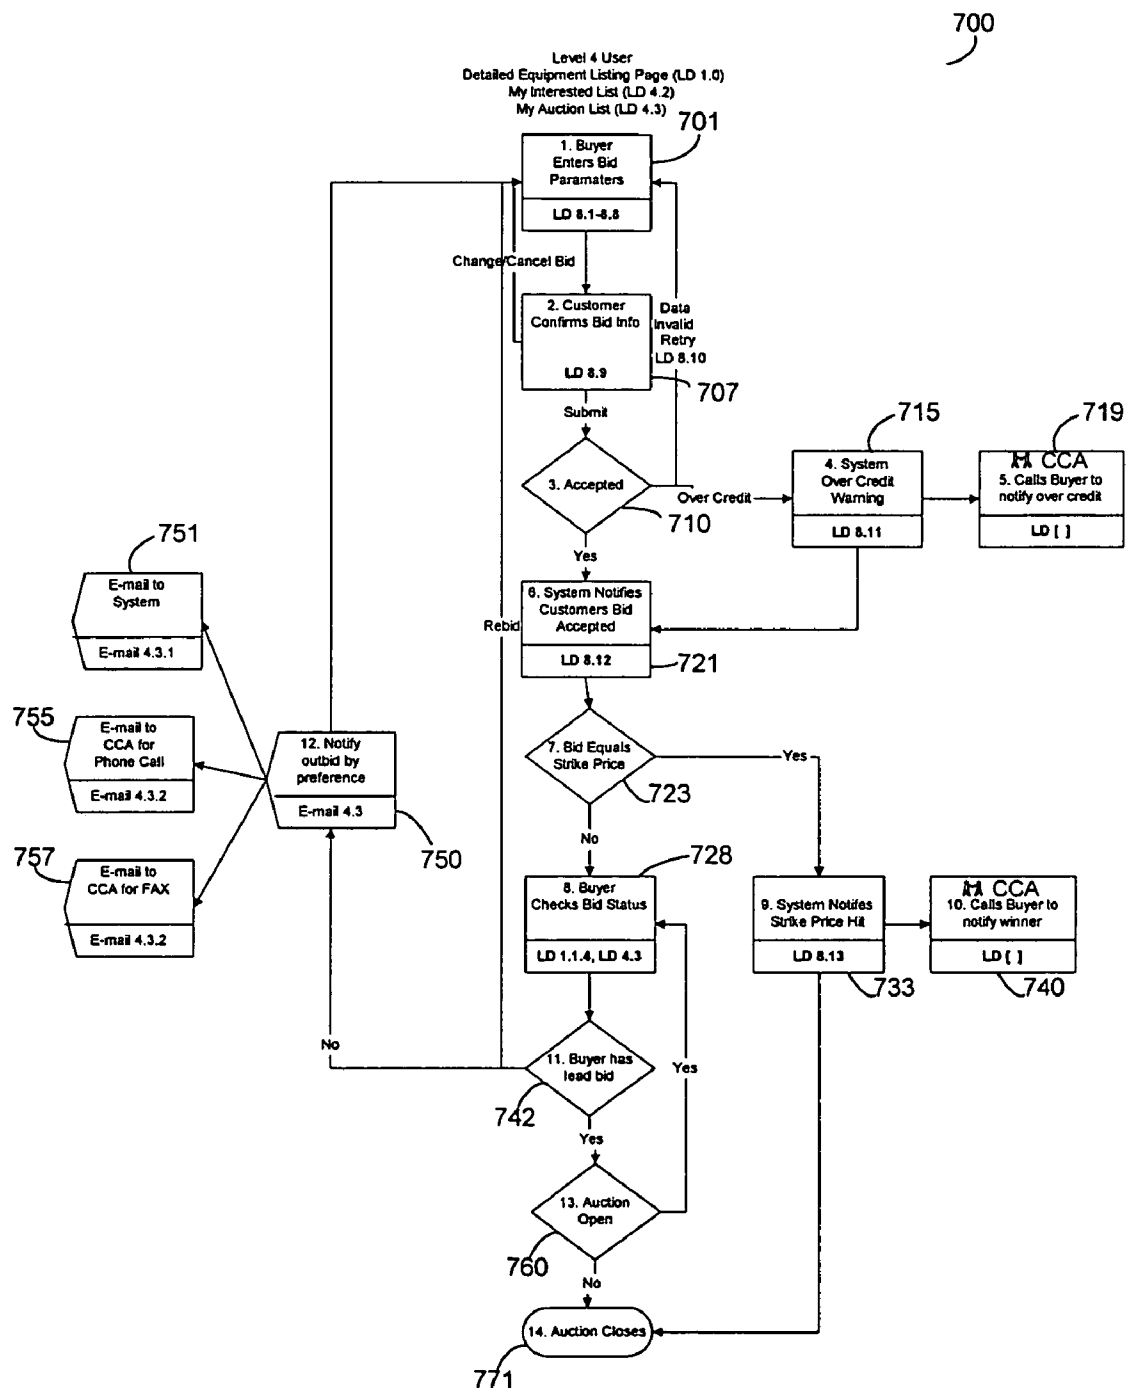 700
Level 4 User
Detailed Equipment Listing Page (LD 1.0)
My Interested List (LD 4.2)
My Auction List (LD 4.3)
701
1. Buyer
Enters Bid
Paramaters
LD 8.1-8.8
Change/Cancel Bid
2. Customer
Confirms Bid Info
LD 8.9
Data
Invalid
Retry
LD 8.10
707
Submit
3. Accepted
710
Over Credit
715
4. System
Over Credit
Warning
LD 8.11
719
CCA
5. Calls Buyer to
notify over credit
LD [ ]
Yes
6. System Notifies
Customers Bid
Accepted
LD 8.12
721
Rebid
751
E-mail to
System
E-mail 4.3.1
755
E-mail to
CCA for
Phone Call
E-mail 4.3.2
757
E-mail to
CCA for FAX
E-mail 4.3.2
12. Notify
outbid by
preference
E-mail 4.3
750
7. Bid Equals
Strike Price
723
Yes
No
728
8. Buyer
Checks Bid Status
LD 1.1.4, LD 4.3
9. System Notifes
Strike Price Hit
LD 8.13
733
CCA
10. Calls Buyer to
notify winner
LD [ ]
740
No
11. Buyer has
lead bid
742
Yes
Yes
13. Auction
Open
760
No
14. Auction Closes
771